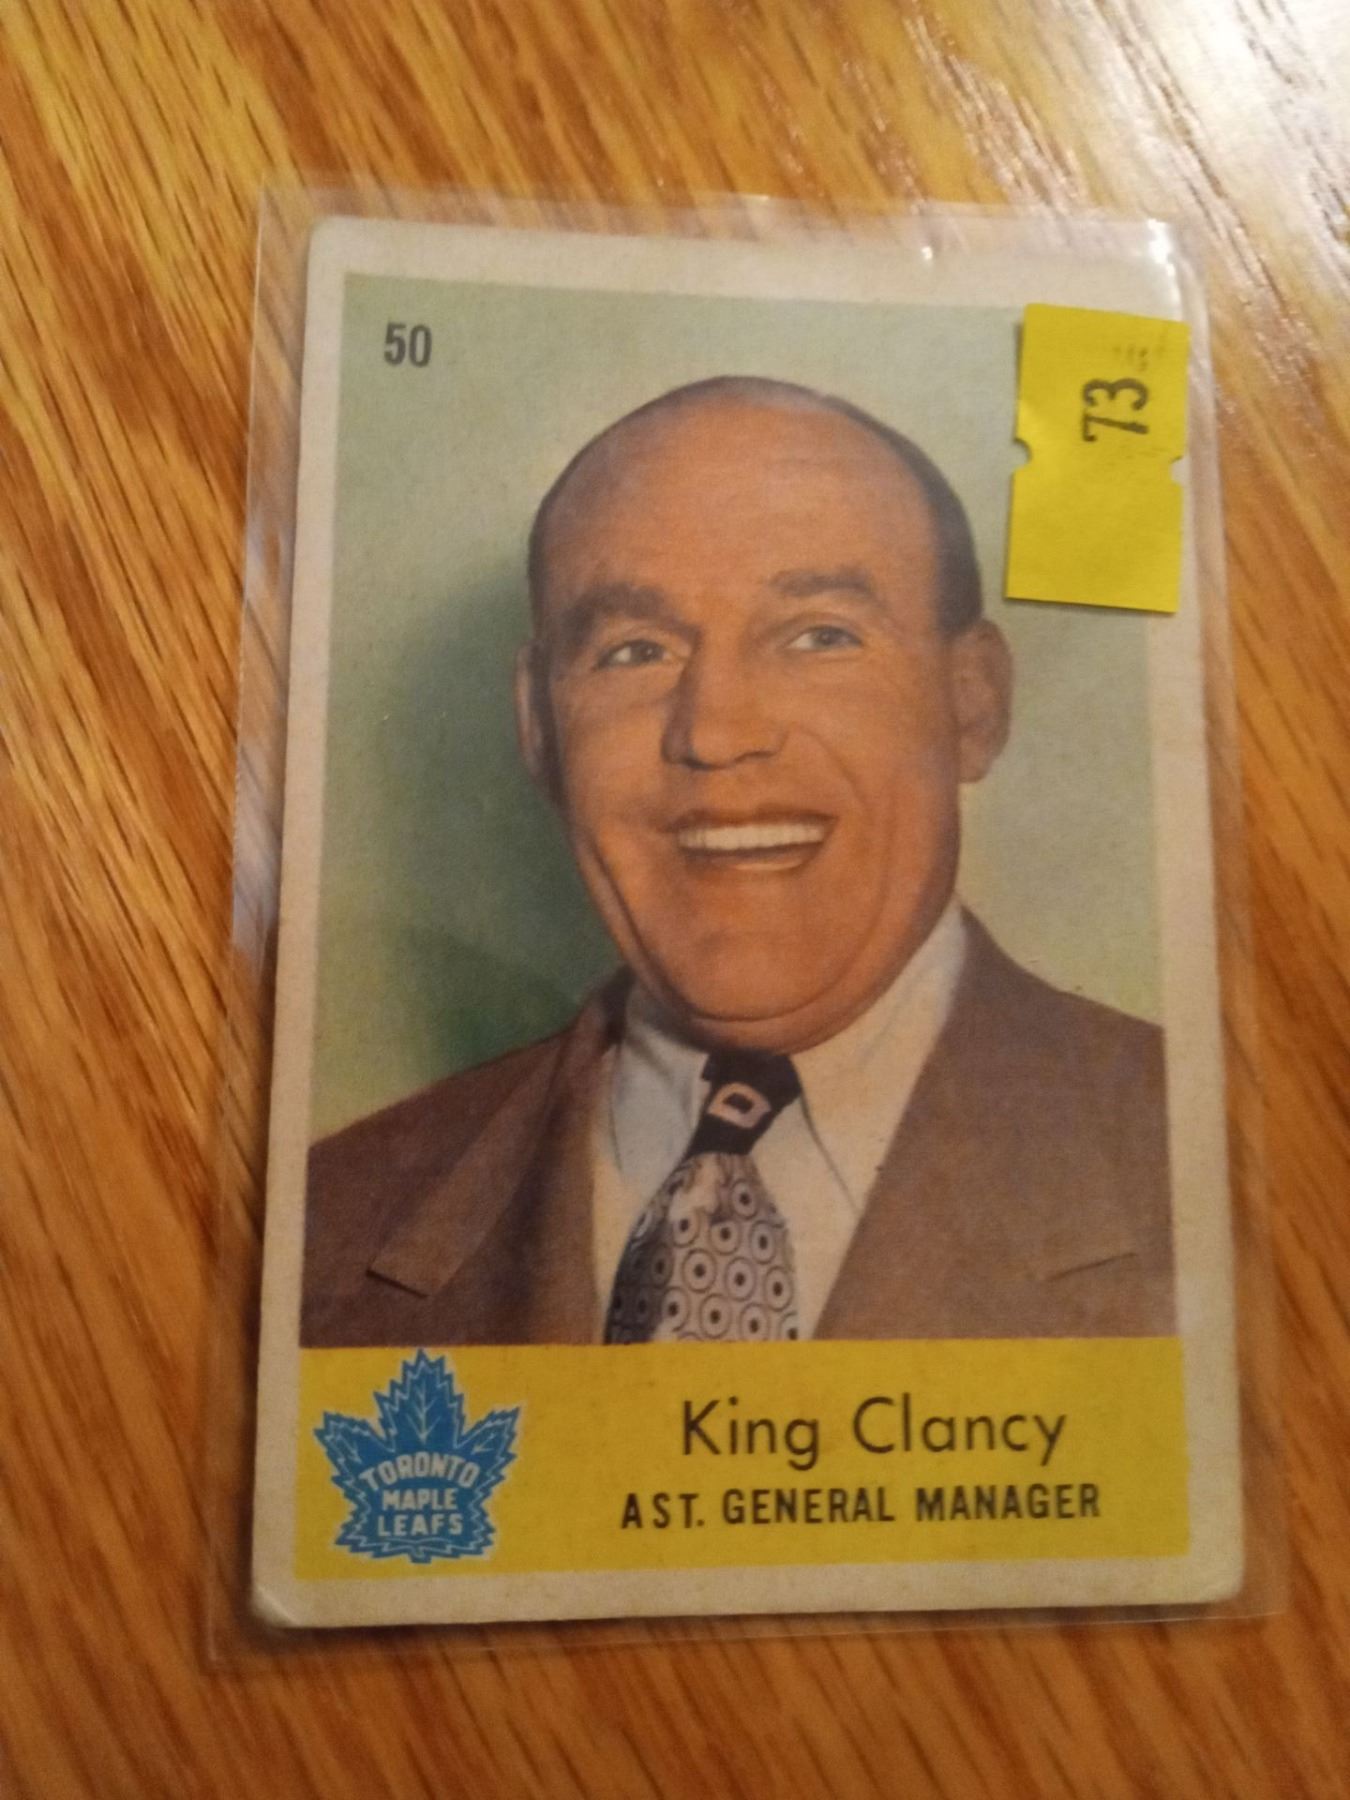 50
73
TORONTO
MAPLE
LEAFS
King Clancy
AST. GENERAL MANAGER